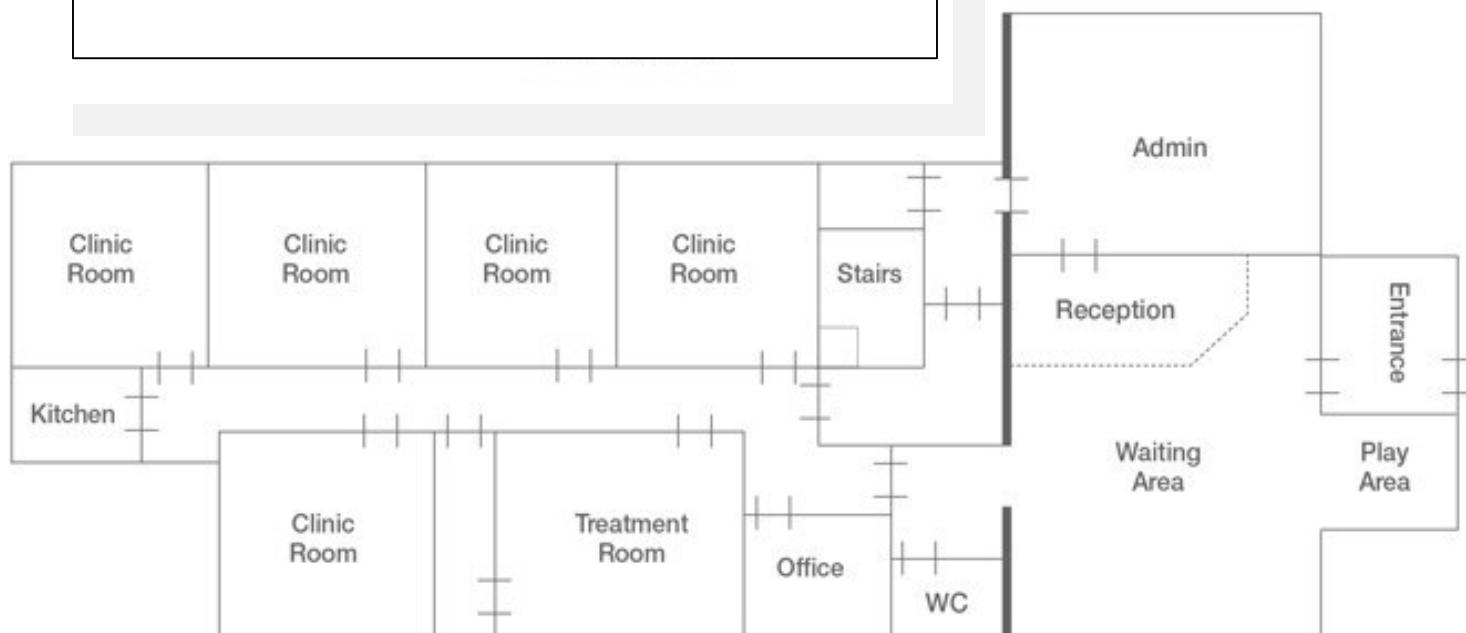 Admin
Clinic
Room
Clinic
Room
Clinic
Room
Clinic
Room
Stairs
Reception
Entrance
Kitchen
Waiting
Area
Play
Area
Clinic
Room
Treatment
Room
Office
WC